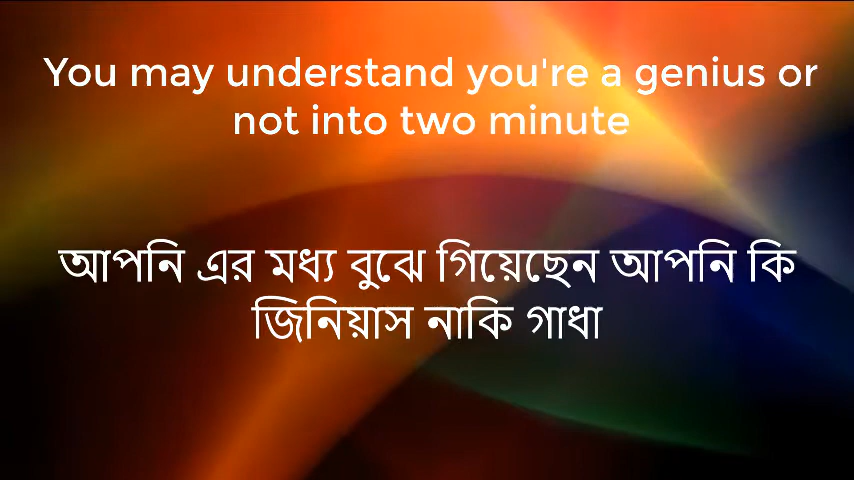 You may understand you're a genius or
not into two minute
আপনি এর মধ্য বুঝে গিয়েছেন আপনি কি
জিনিয়াস নাকি গাধা